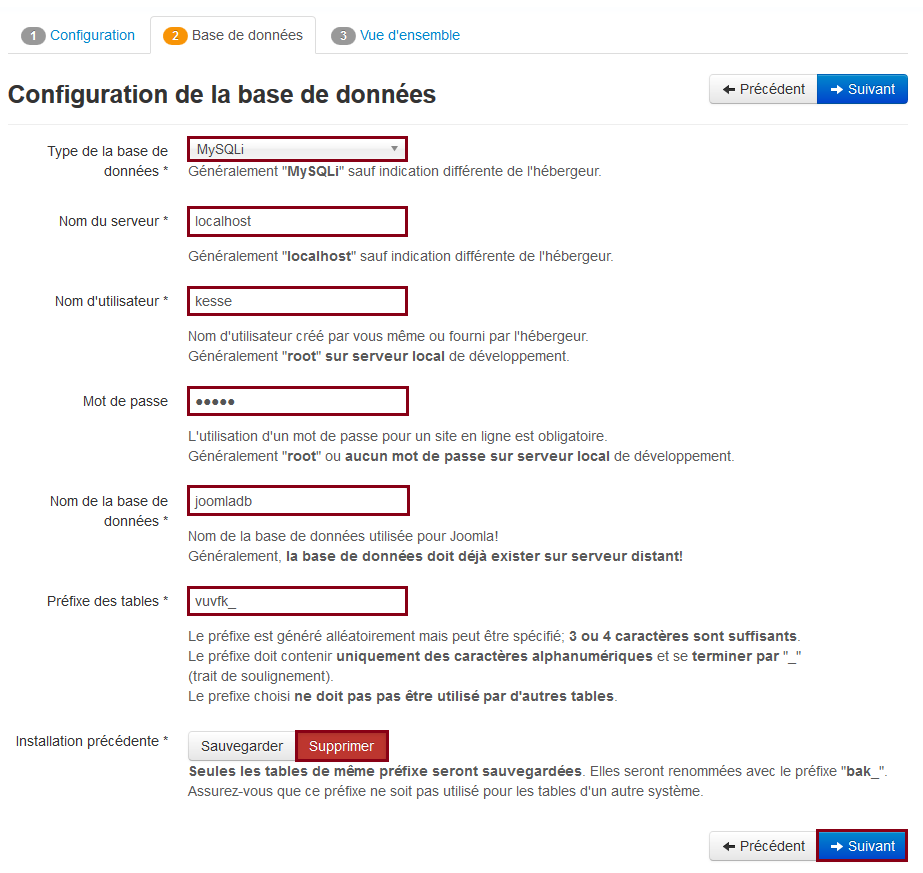 1 Configuration 2 Base de données 3 Vue d'ensemble
Configuration de la base de données
Précédent Suivant
Type de la base de
données *
MySQLi
Généralement "MySQLi" sauf indication différente de l'hébergeur.
Nom du serveur *
localhost
Généralement "localhost" sauf indication différente de l'hébergeur.
Nom d'utilisateur *
kesse
Nom d'utilisateur créé par vous même ou fourni par l'hébergeur.
Généralement "root" sur serveur local de développement.
Mot de passe
•••••
L'utilisation d'un mot de passe pour un site en ligne est obligatoire.
Généralement "root" ou aucun mot de passe sur serveur local de développement.
Nom de la base de
données *
joomladb
Nom de la base de données utilisée pour Joomla!
Généralement, la base de données doit déjà exister sur serveur distant!
Préfixe des tables *
vuvfk_
Le préfixe est généré alléatoirement mais peut être spécifié; 3 ou 4 caractères sont suffisants.
Le préfixe doit contenir uniquement des caractères alphanumériques et se terminer par "_"
(trait de soulignement).
Le prefixe choisi ne doit pas pas être utilisé par d'autres tables.
Installation précédente *
Sauvegarder Supprimer
Seules les tables de même préfixe seront sauvegardées. Elles seront renommées avec le préfixe "bak_".
Assurez-vous que ce préfixe ne soit pas utilisé pour les tables d'un autre système.
Précédent Suivant